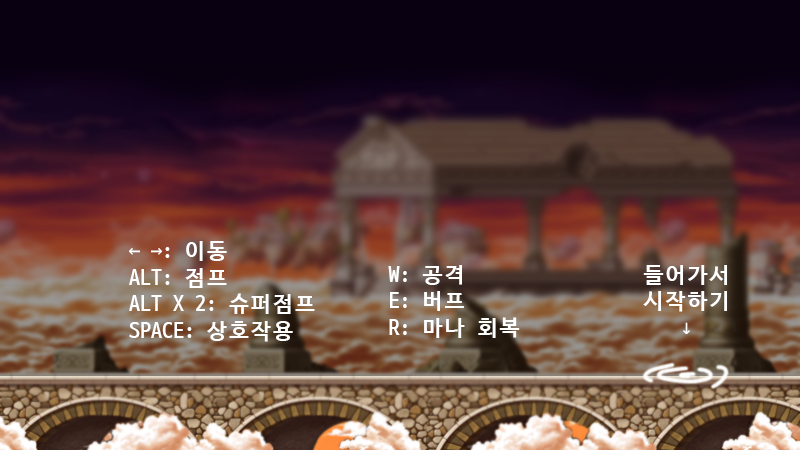 ← →: 이동
ALT: 점프
ALT X 2: 슈퍼점프
SPACE: 상호작용
W: 공격
E: 버프
R: 마나 회복
들어가서
시작하기
↓